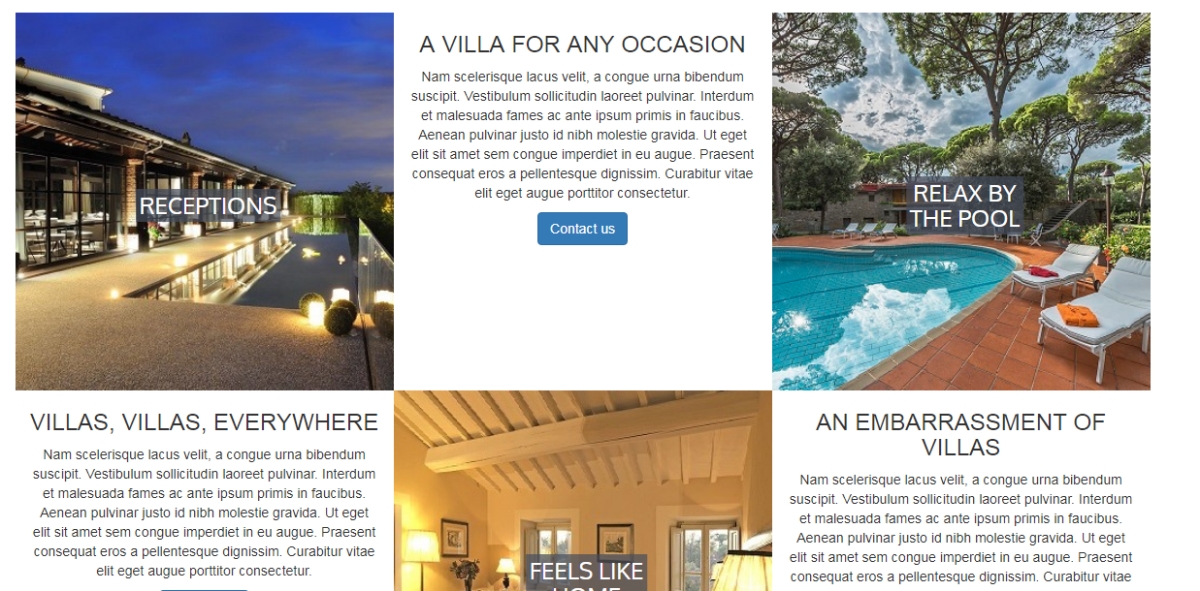 RECEPTIONS
A VILLA FOR ANY OCCASION
Nam scelerisque lacus velit, a congue urna bibendum
suscipit. Vestibulum sollicitudin laoreet pulvinar. Interdum
et malesuada fames ac ante ipsum primis in faucibus.
Aenean pulvinar justo id nibh molestie gravida. Ut eget
elit sit amet sem congue imperdiet in eu augue. Praesent
consequat eros a pellentesque dignissim. Curabitur vitae
elit eget augue porttitor consectetur.
Contact us
RELAX BY
THE POOL
VILLAS, VILLAS, EVERYWHERE
Nam scelerisque lacus velit, a congue urna bibendum
suscipit. Vestibulum sollicitudin laoreet pulvinar. Interdum
et malesuada fames ac ante ipsum primis in faucibus.
Aenean pulvinar justo id nibh molestie gravida. Ut eget
elit sit amet sem congue imperdiet in eu augue. Praesent
consequat eros a pellentesque dignissim. Curabitur vitae
elit eget augue porttitor consectetur.
FEELS LIKE
HOME
AN EMBARRASSMENT OF
VILLAS
Nam scelerisque lacus velit, a congue urna bibendum
suscipit. Vestibulum sollicitudin laoreet pulvinar. Interdum
et malesuada fames ac ante ipsum primis in faucibus.
Aenean pulvinar justo id nibh molestie gravida. Ut eget
elit sit amet sem congue imperdiet in eu augue. Praesent
consequat eros a pellentesque dignissim. Curabitur vitae